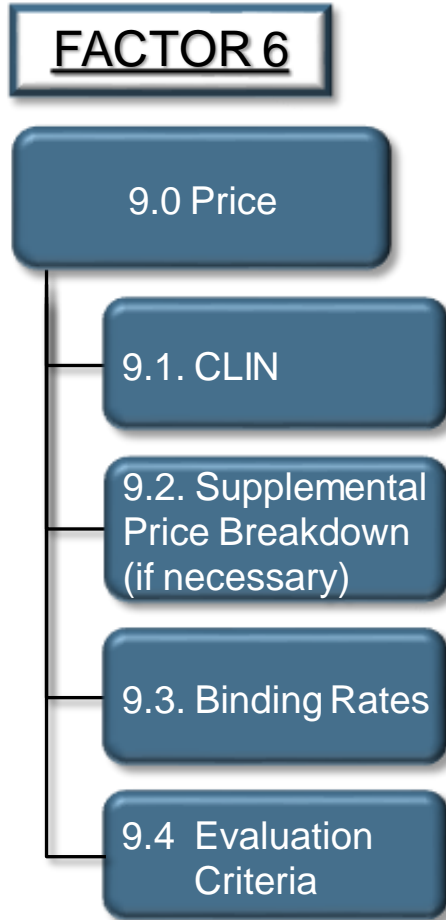 FACTOR 6
9.0 Price
9.1. CLIN
9.2. Supplemental
Price Breakdown
(if necessary)
9.3. Binding Rates
9.4 Evaluation
Criteria